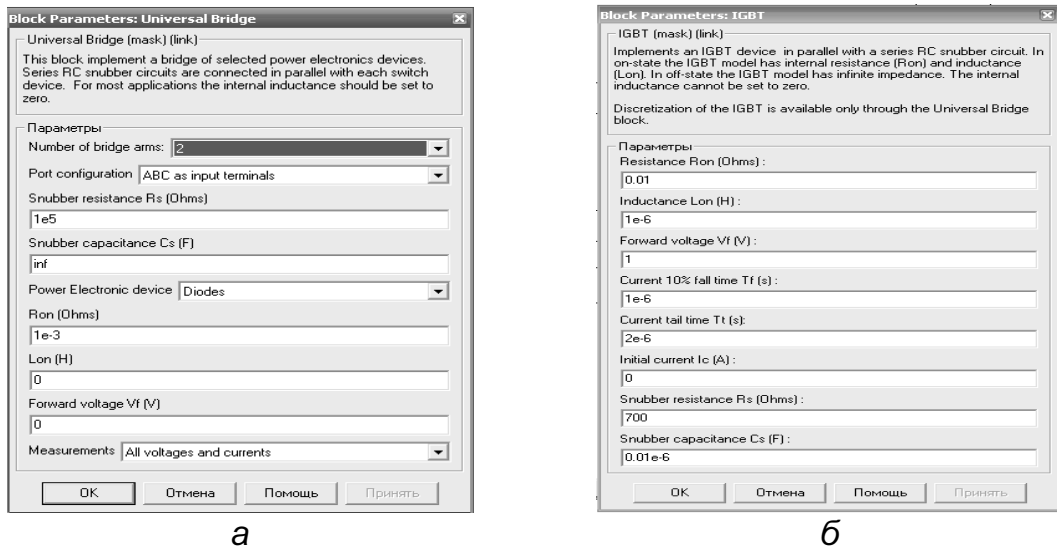 Block Parameters: Universal Bridge
Universal Bridge (mask) (link)
This block implement a bridge of selected power electronics devices.
Series RC snubber circuits are connected in parallel with each switch
device. For most applications the internal inductance should be set to
zero.
Параметры
Number of bridge arms: 2
Port configuration ABC as input terminals
Snubber resistance Rs (Ohms)
1e5
Snubber capacitance Cs (F)
inf
Power Electronic device Diodes
Ron (Ohms)
1e-3
Lon (H)
0
Forward voltage Vf (V)
0
Measurements All voltages and currents
OK Отмена Помощь Принять
а
Block Parameters: IGBT
IGBT (mask) (link)
Implements an IGBT device in parallel with a series RC snubber circuit. In
on-state the IGBT model has internal resistance (Ron) and inductance
(Lon). In off-state the IGBT model has infinite impedance. The internal
inductance cannot be set to zero.
Discretization of the IGBT is available only through the Universal Bridge
block.
Параметры
Resistance Ron (Ohms) :
0.01
Inductance Lon (H) :
1e-6
Forward voltage Vf (V) :
1
Current 10% fall time Tf (s) :
1e-6
Current tail time Tt (s):
2e-6
Initial current Ic (A) :
0
Snubber resistance Rs (Ohms) :
700
Snubber capacitance Cs (F) :
0.01e-6
OK Отмена Помощь Принять
б